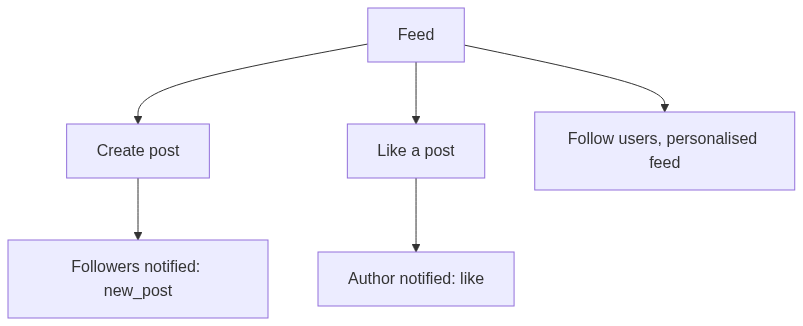 Feed
Create post
Like a post
Follow users, personalised
feed
Followers notified:
new_post
Author notified: like